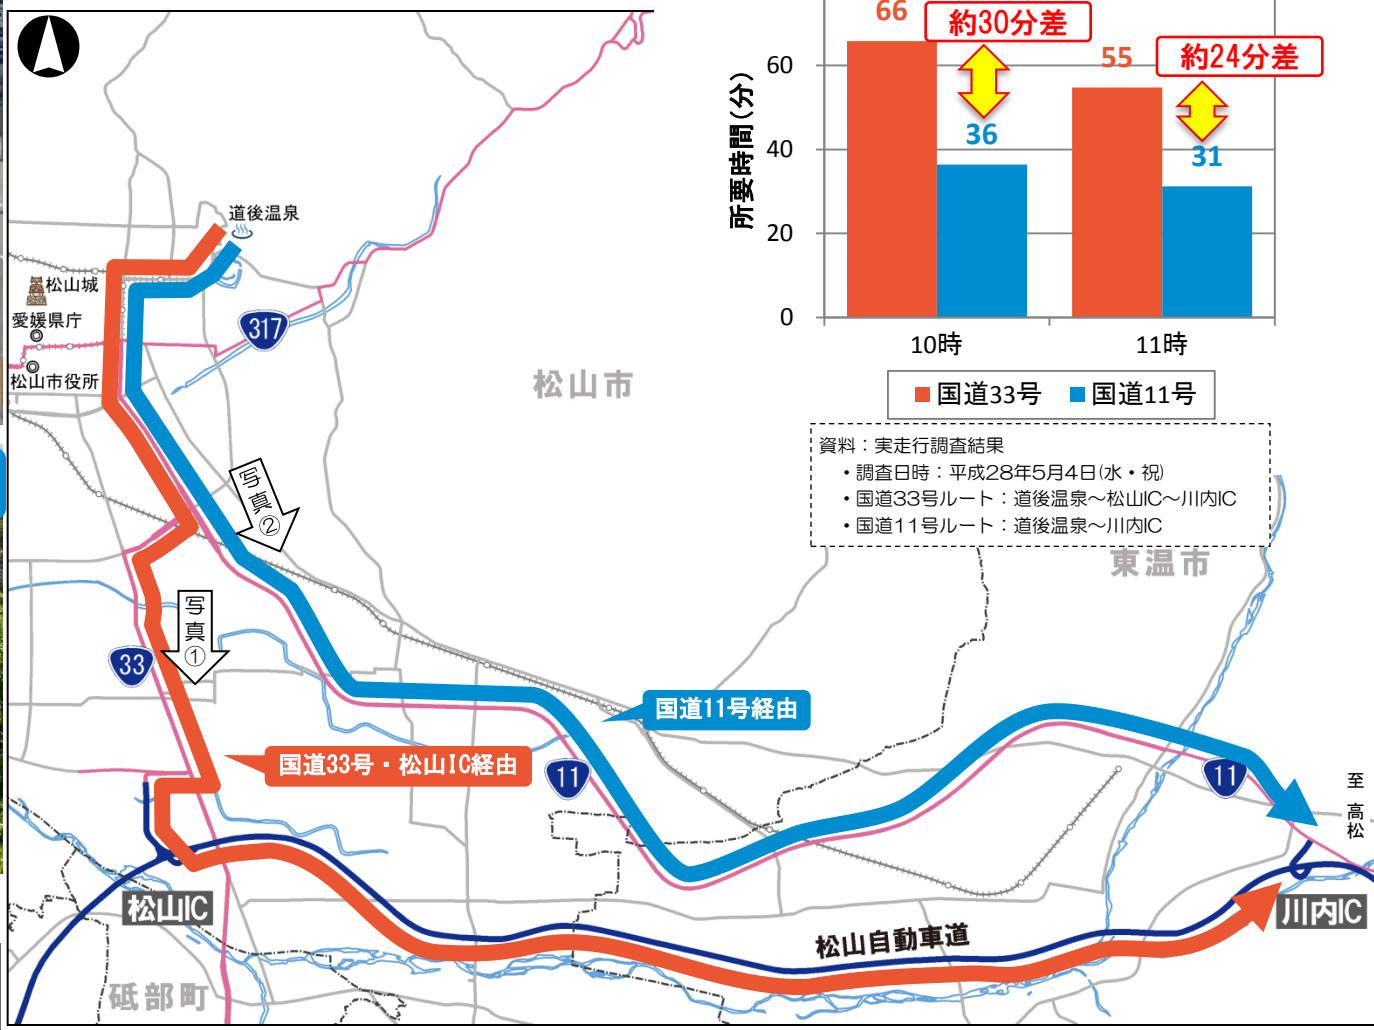 66
約30分差
55
約24分差
60
40
20
0
所要時間(分)
36
31
10時
11時
国道33号
国道11号
資料：実走行調査結果
・調査日時：平成28年5月4日(水・祝)
・国道33号ルート：道後温泉～松山IC～川内IC
・国道11号ルート：道後温泉～川内IC
道後温泉
松山城
愛媛県庁
松山市役所
317
松山市
写真②
東温市
写真①
33
国道11号経由
国道33号・松山IC経由
11
11
至 高松
松山IC
川内IC
松山自動車道
砥部町